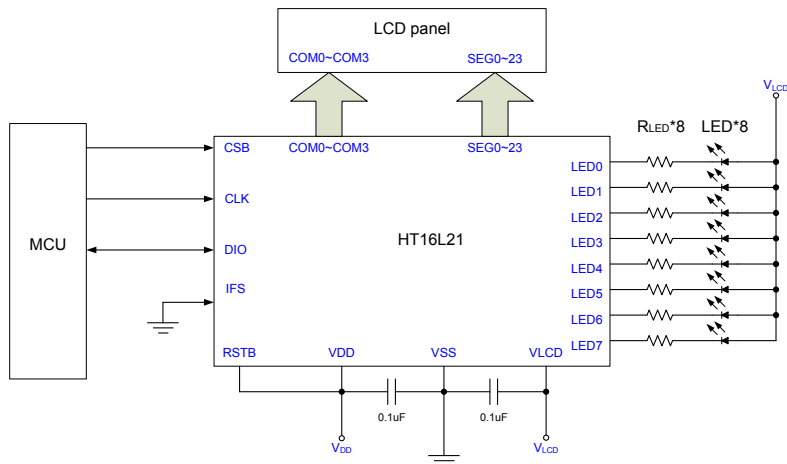 LCD panel
COM0~COM3 SEG0~23
VLCD
RLED*8 LED*8
CSB COM0~COM3 SEG0~23
LED0
CLK LED1
LED2
MCU DIO HT16L21 LED3
LED4
IFS LED5
LED6
RSTB VDD VSS VLCD LED7
0.1uF 0.1uF
VDD VLCD